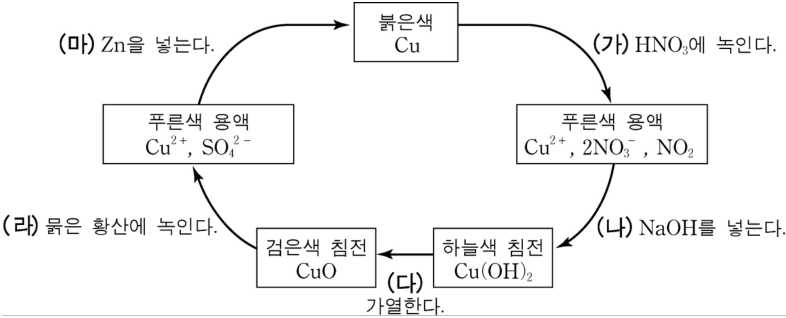 붉은색
Cu
(마) Zn을 넣는다.
(가) HNO₃에 녹인다.
푸른색 용액
Cu²⁺, SO₄²⁻
푸른색 용액
Cu²⁺, 2NO₃⁻, NO₂
(라) 묽은 황산에 녹인다.
(나) NaOH를 넣는다.
검은색 침전
CuO
하늘색 침전
Cu(OH)₂
(다)
가열한다.